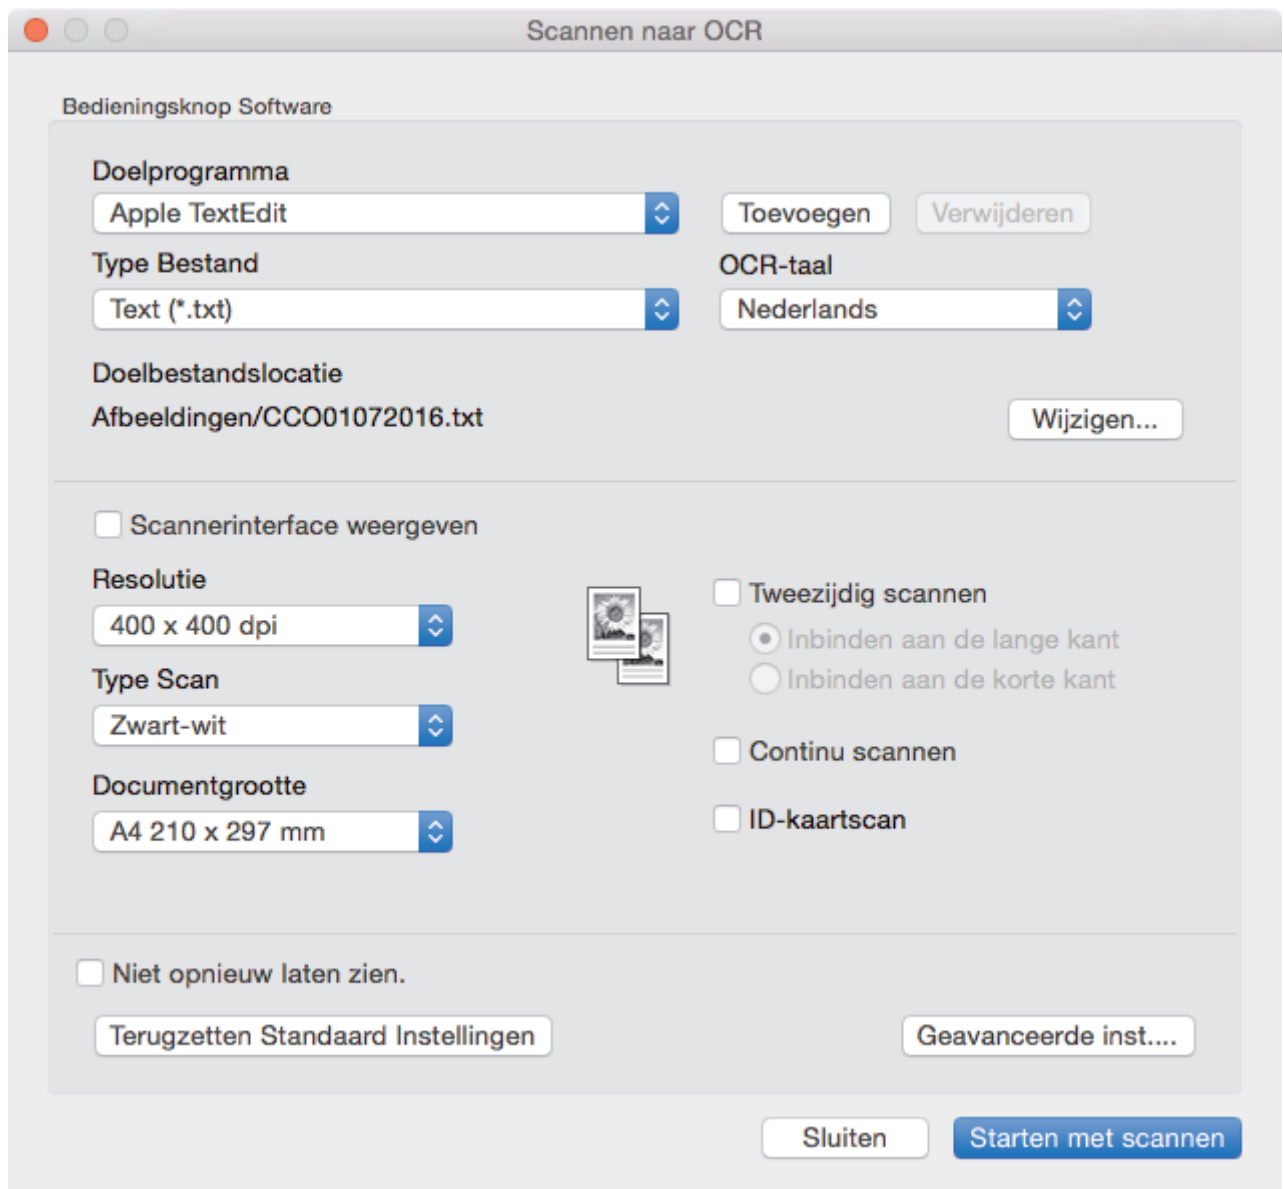 Scannen naar OCR
Bedieningsknop Software
Doelprogramma
Apple TextEdit
Toevoegen
Verwijderen
Type Bestand
OCR-taal
Text (*.txt)
Nederlands
Doelbestandslocatie
Afbeeldingen/CCO01072016.txt
Wijzigen...
Scannerinterface weergeven
Resolutie
400 x 400 dpi
Type Scan
Zwart-wit
Documentgrootte
A4 210 x 297 mm
Tweezijdig scannen
Inbinden aan de lange kant
Inbinden aan de korte kant
Continu scannen
ID-kaartscan
Niet opnieuw laten zien.
Terugzetten Standaard Instellingen
Geavanceerde inst....
Sluiten
Starten met scannen